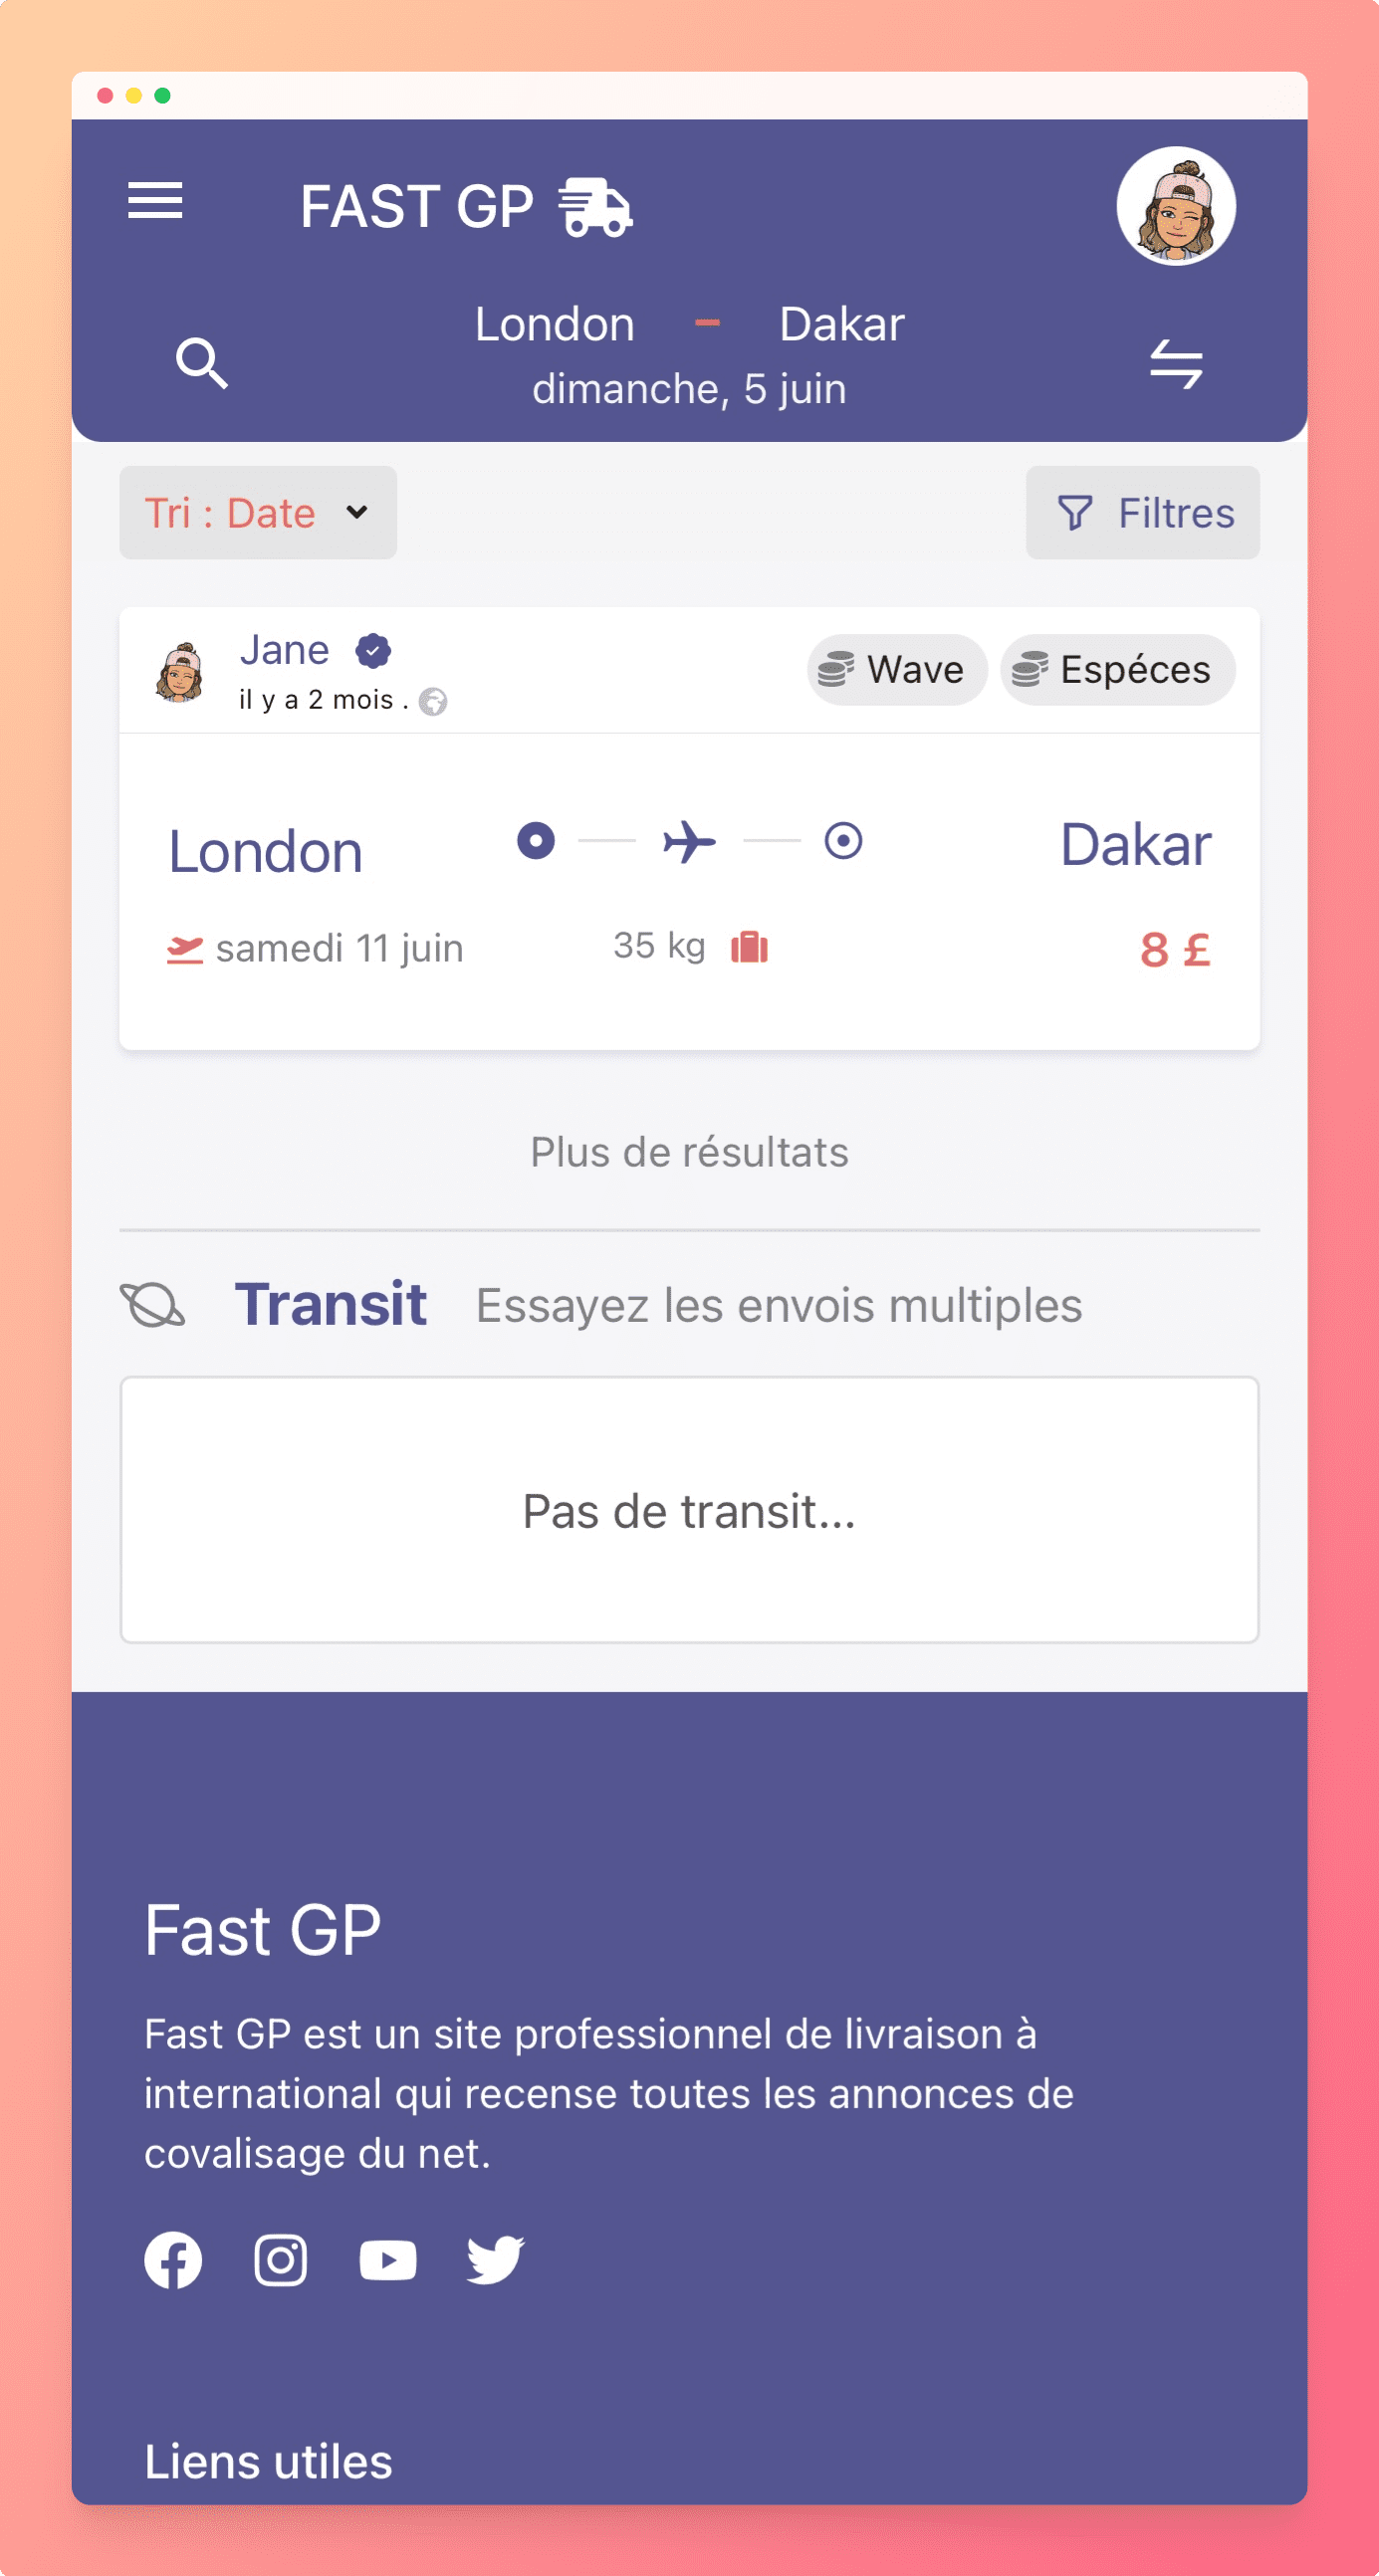 FAST GP
London - Dakar
dimanche, 5 juin
Tri : Date
Filtres
Jane
il y a 2 mois .
Wave
Espéces
London
Dakar
samedi 11 juin
35 kg
8 £
Plus de résultats
Transit
Essayez les envois multiples
Pas de transit...
Fast GP
Fast GP est un site professionnel de livraison à
international qui recense toutes les annonces de
covalisage du net.
Liens utiles